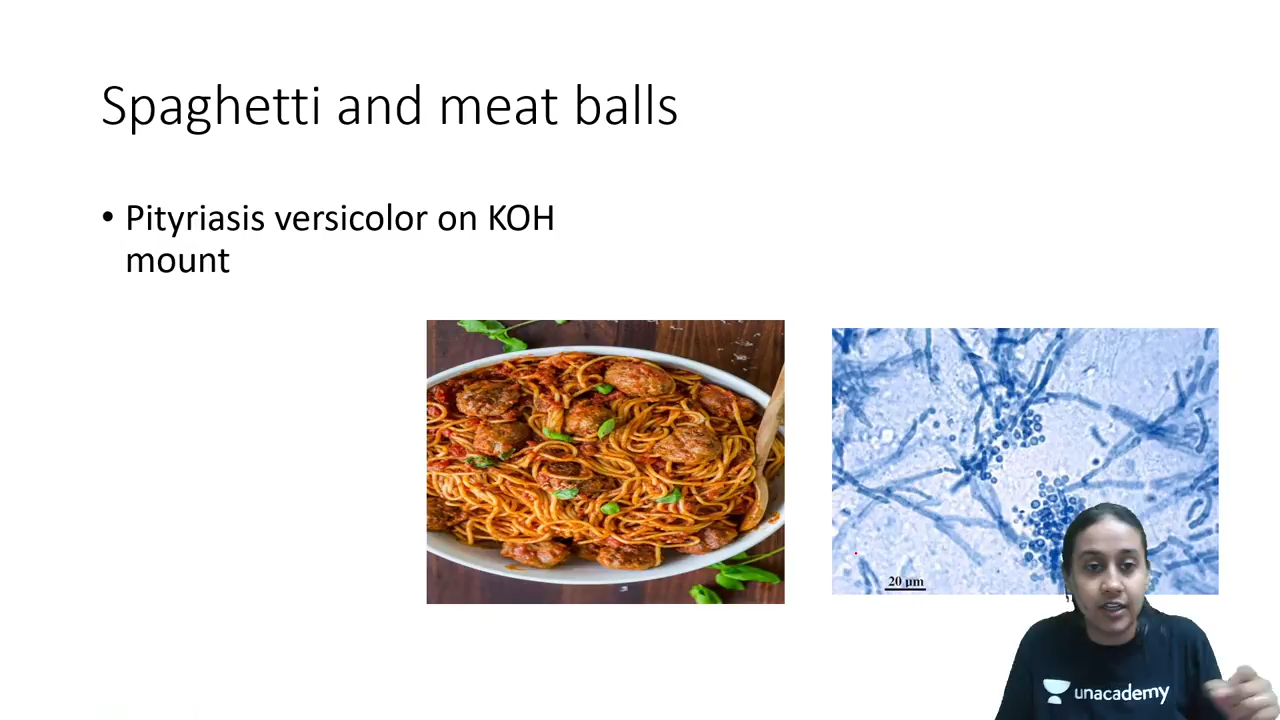 Spaghetti and meat balls
• Pityriasis versicolor on KOH
mount
20 µm
unacademy